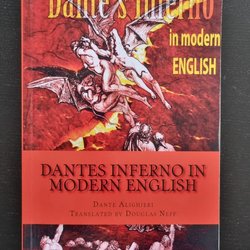 Dante's Inferno
in modern
ENGLISH
DANTES INFERNO IN
MODERN ENGLISH
DANTE ALIGHIERI
TRANSLATED BY DOUGLAS NEFF